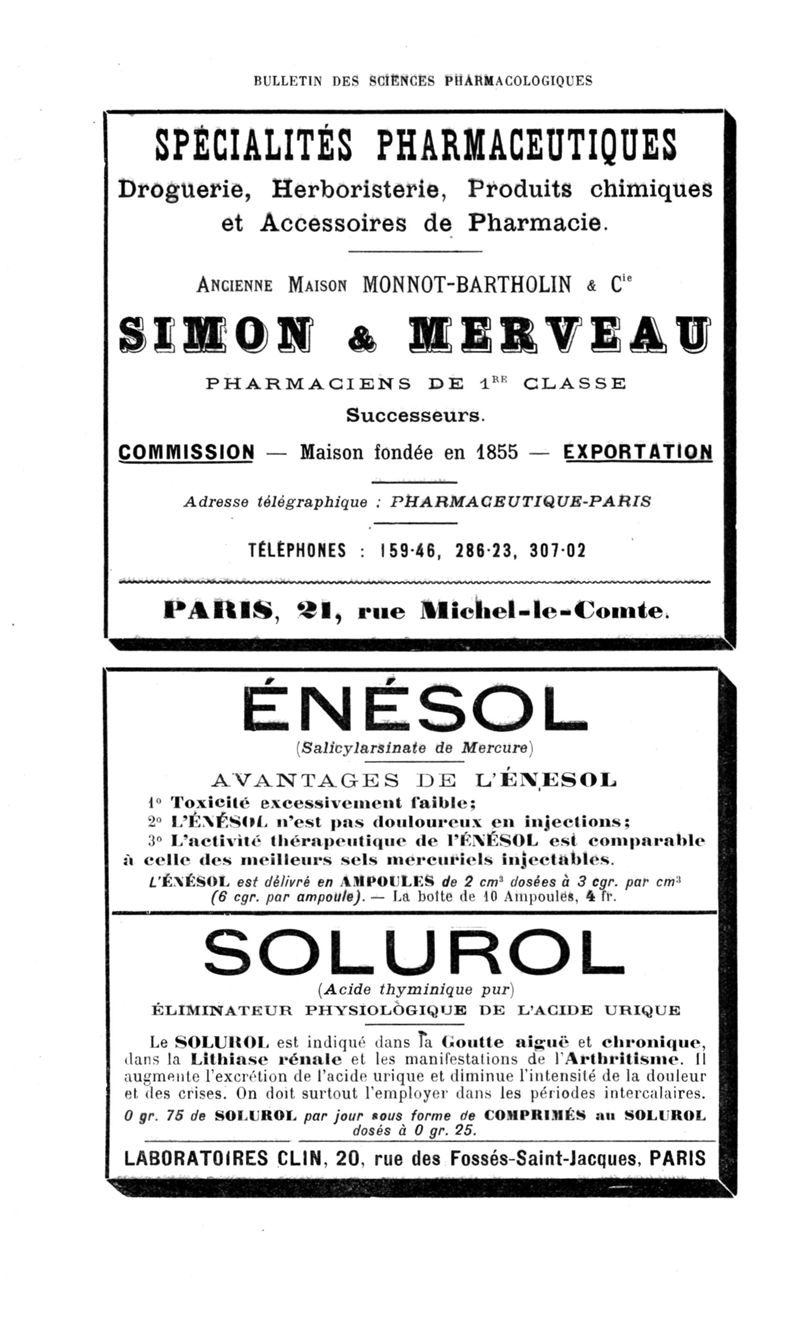 BULLETIN DES SCIENCES PHARMACOLOGIQUES
SPÉCIALITÉS PHARMACEUTIQUES
Droguerie, Herboristerie, Produits chimiques
et Accessoires de Pharmacie.
ANCIENNE MAISON MONNOT-BARTHOLIN & Cie
SIMON & MERVEAU
PHARMACIENS DE 1RE CLASSE
Successeurs.
COMMISSION — Maison fondée en 1855 — EXPORTATION
Adresse télégraphique : PHARMACEUTIQUE-PARIS
TÉLÉPHONES : 159-46, 286-23, 307-02
PARIS, 21, rue Michel-le-Comte.
ÉNÉSOL
(Salicylarsinate de Mercure)
AVANTAGES DE L'ÉNESOL
1° Toxicité excessivement faible;
2° L'ÉNÉSOL n'est pas douloureux en injections;
3° L'activité thérapeutique de l'ÉNÉSOL est comparable
à celle des meilleurs sels mercuriels injectables.
L'ÉNÉSOL est délivré en AMPOULES de 2 cm³ dosées à 3 cgr. par cm³
(6 cgr. par ampoule). — La boîte de 10 Ampoules, 4 fr.
SOLUROL
(Acide thyminique pur)
ÉLIMINATEUR PHYSIOLOGIQUE DE L'ACIDE URIQUE
Le SOLUROL est indiqué dans la Goutte aiguë et chronique,
dans la Lithiase rénale et les manifestations de l'Arthritisme. Il
augmente l'excrétion de l'acide urique et diminue l'intensité de la douleur
et des crises. On doit surtout l'employer dans les périodes intercalaires.
0 gr. 75 de SOLUROL par jour sous forme de COMPRIMÉS au SOLUROL
dosés à 0 gr. 25.
LABORATOIRES CLIN, 20, rue des Fossés-Saint-Jacques, PARIS